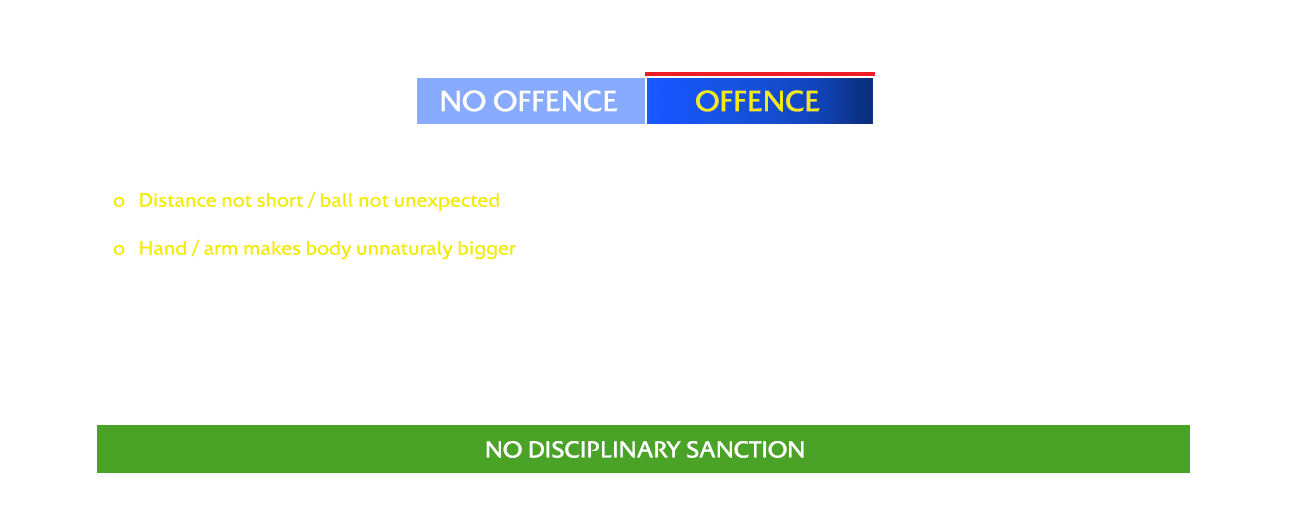 NO OFFENCE OFFENCE
o Distance not short / ball not unexpected
o Hand / arm makes body unnaturaly bigger
NO DISCIPLINARY SANCTION